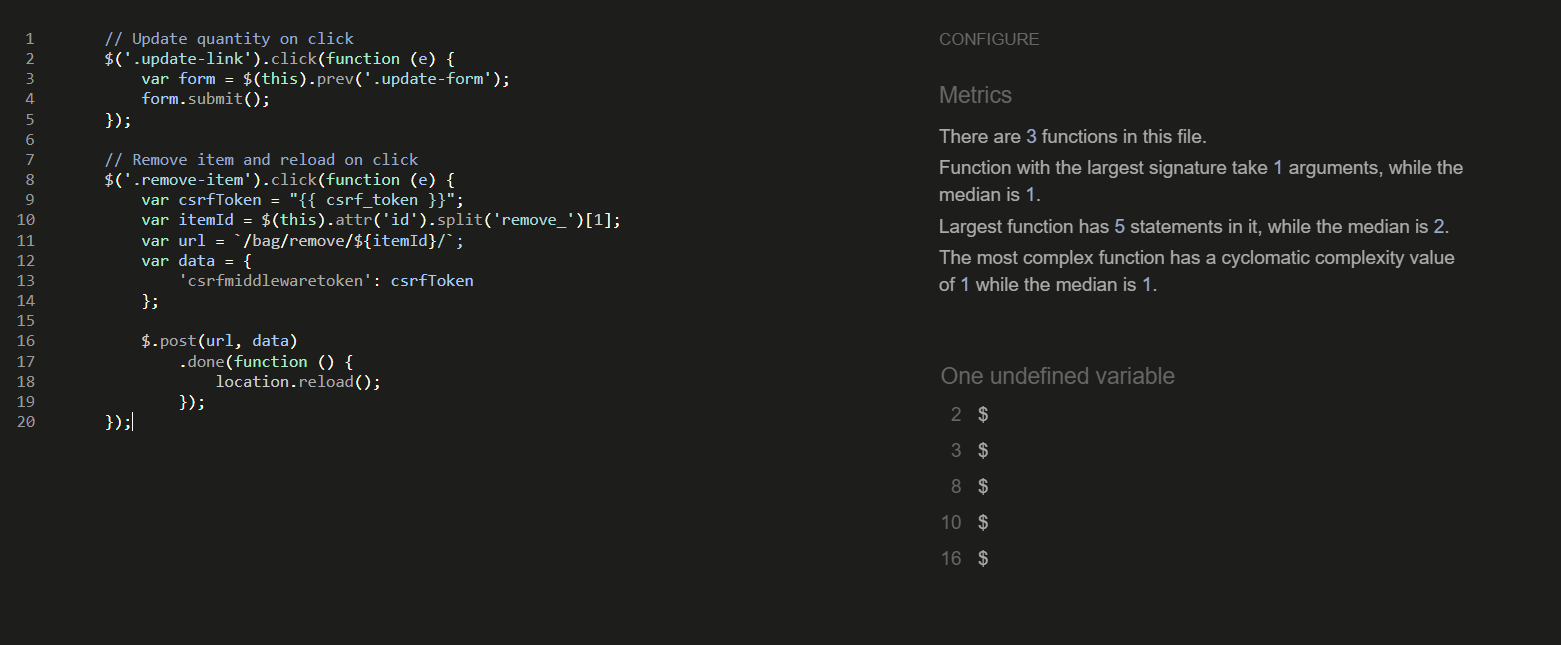 1 // Update quantity on click
2 $('.update-link').click(function (e) {
3 var form = $(this).prev('.update-form');
4 form.submit();
5 });
6
7 // Remove item and reload on click
8 $('.remove-item').click(function (e) {
9 var csrfToken = "{{ csrf_token }}";
10 var itemId = $(this).attr('id').split('remove_')[1];
11 var url = `/bag/remove/${itemId}/`;
12 var data = {
13 'csrfmiddlewaretoken': csrfToken
14 };
15
16 $.post(url, data)
17 .done(function () {
18 location.reload();
19 });
20 });
CONFIGURE
Metrics
There are 3 functions in this file.
Function with the largest signature take 1 arguments, while the
median is 1.
Largest function has 5 statements in it, while the median is 2.
The most complex function has a cyclomatic complexity value
of 1 while the median is 1.
One undefined variable
2 $
3 $
8 $
10 $
16 $